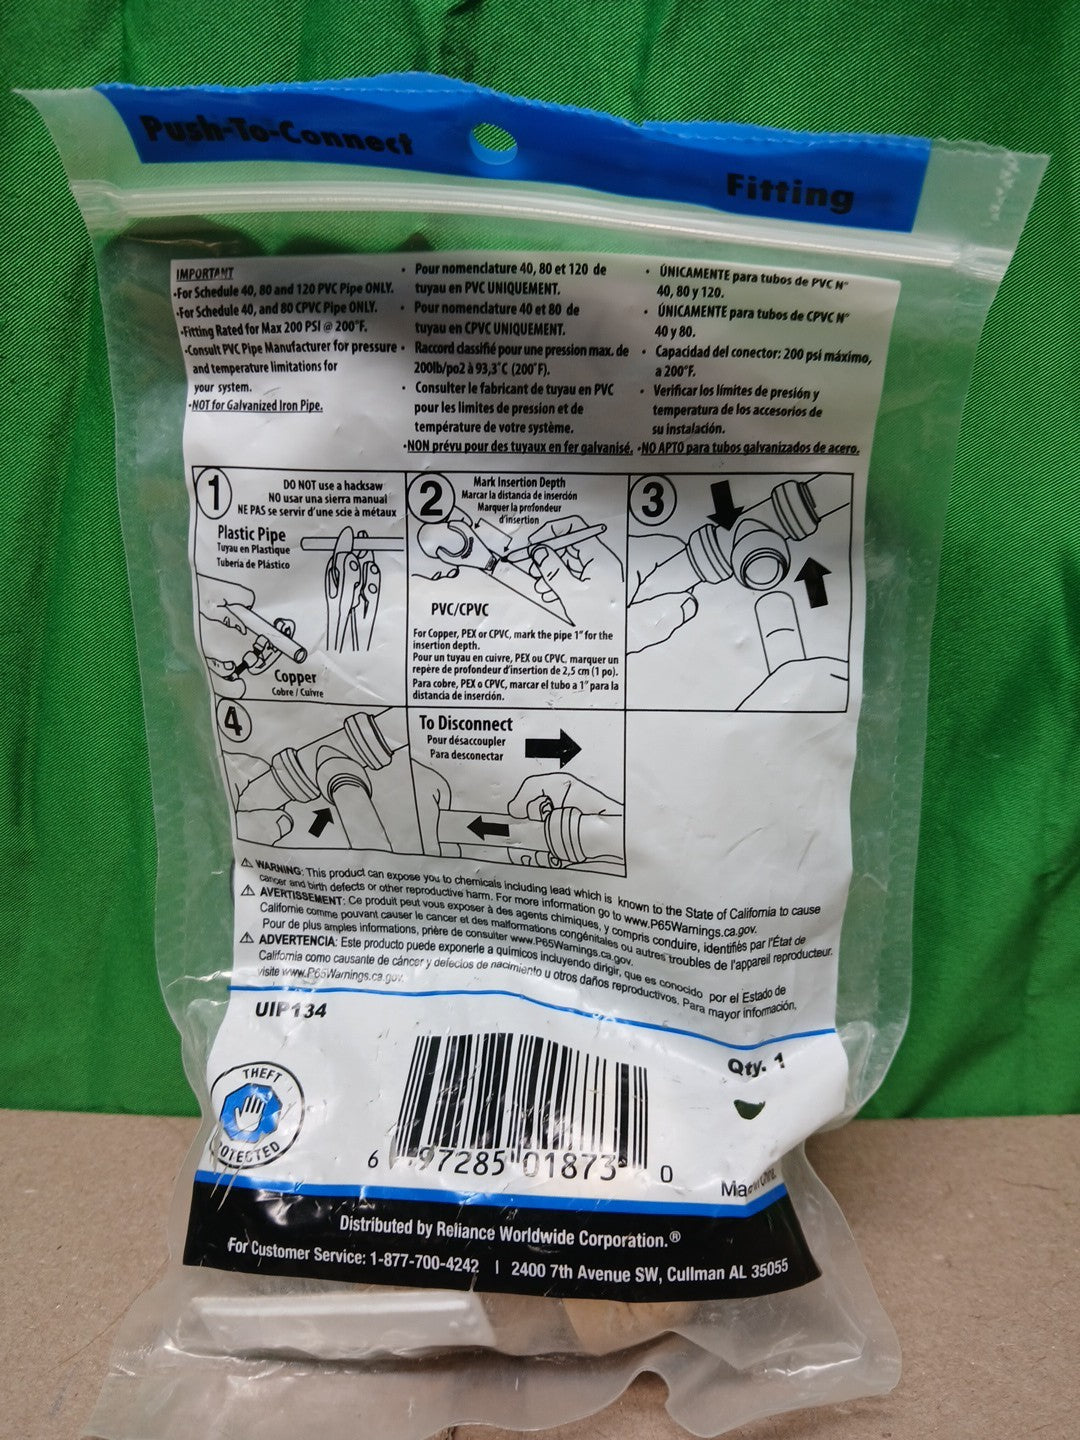 Push-To-Connect
Fitting
IMPORTANT
•For Schedule 40, 80 and 120 PVC Pipe ONLY.
•For Schedule 40, and 80 CPVC Pipe ONLY.
•Fitting Rated for Max 200 PSI @ 200°F.
•Consult PVC Pipe Manufacturer for pressure
and temperature limitations for
your system.
•NOT for Galvanized Iron Pipe.
• Pour nomenclature 40, 80 et 120 de
tuyau en PVC UNIQUEMENT.
• Pour nomenclature 40 et 80 de
tuyau en CPVC UNIQUEMENT.
• Raccord classifié pour une pression max. de
200lb/po2 à 93,3˚C (200˚F).
• Consulter le fabricant de tuyau en PVC
pour les limites de pression et de
température de votre système.
•NON prévu pour des tuyaux en fer galvanisé.
• ÚNICAMENTE para tubos de PVC N°
40, 80 y 120.
• ÚNICAMENTE para tubos de CPVC N°
40 y 80.
• Capacidad del conector: 200 psi máximo,
a 200°F.
• Verificar los límites de presión y
temperatura de los accesorios de
su instalación.
•NO APTO para tubos galvanizados de acero.
1
DO NOT use a hacksaw
NO usar una sierra manual
NE PAS se servir d'une scie à métaux
Plastic Pipe
Tuyau en Plastique
Tubería de Plástico
Copper
Cobre / Cuivre
2
Mark Insertion Depth
Marcar la distancia de inserción
Marquer la profondeur
d'insertion
PVC/CPVC
For Copper, PEX or CPVC, mark the pipe 1" for the
insertion depth.
Pour un tuyau en cuivre, PEX ou CPVC, marquer un
repère de profondeur d'insertion de 2,5 cm (1 po).
Para cobre, PEX o CPVC, marcar el tubo a 1" para la
distancia de inserción.
3
4
To Disconnect
Pour désaccoupler
Para desconectar
⚠ WARNING: This product can expose you to chemicals including lead which is known to the State of California to cause
cancer and birth defects or other reproductive harm. For more information go to www.P65Warnings.ca.gov.
⚠ AVERTISSEMENT: Ce produit peut vous exposer à des agents chimiques, y compris conduire, identifiés par l'État de
Californie comme pouvant causer le cancer et des malformations congénitales ou autres troubles de l'appareil reproducteur.
Pour de plus amples informations, prière de consulter www.P65Warnings.ca.gov.
⚠ ADVERTENCIA: Este producto puede exponerle a químicos incluyendo dirigir, que es conocido por el Estado de
California como causante de cáncer y defectos de nacimiento u otros daños reproductivos. Para mayor información,
visite www.P65Warnings.ca.gov.
UIP134
Qty. 1
THEFT
PROTECTED
6 97285 01873 0
Made in China
Distributed by Reliance Worldwide Corporation.®
For Customer Service: 1-877-700-4242 | 2400 7th Avenue SW, Cullman AL 35055